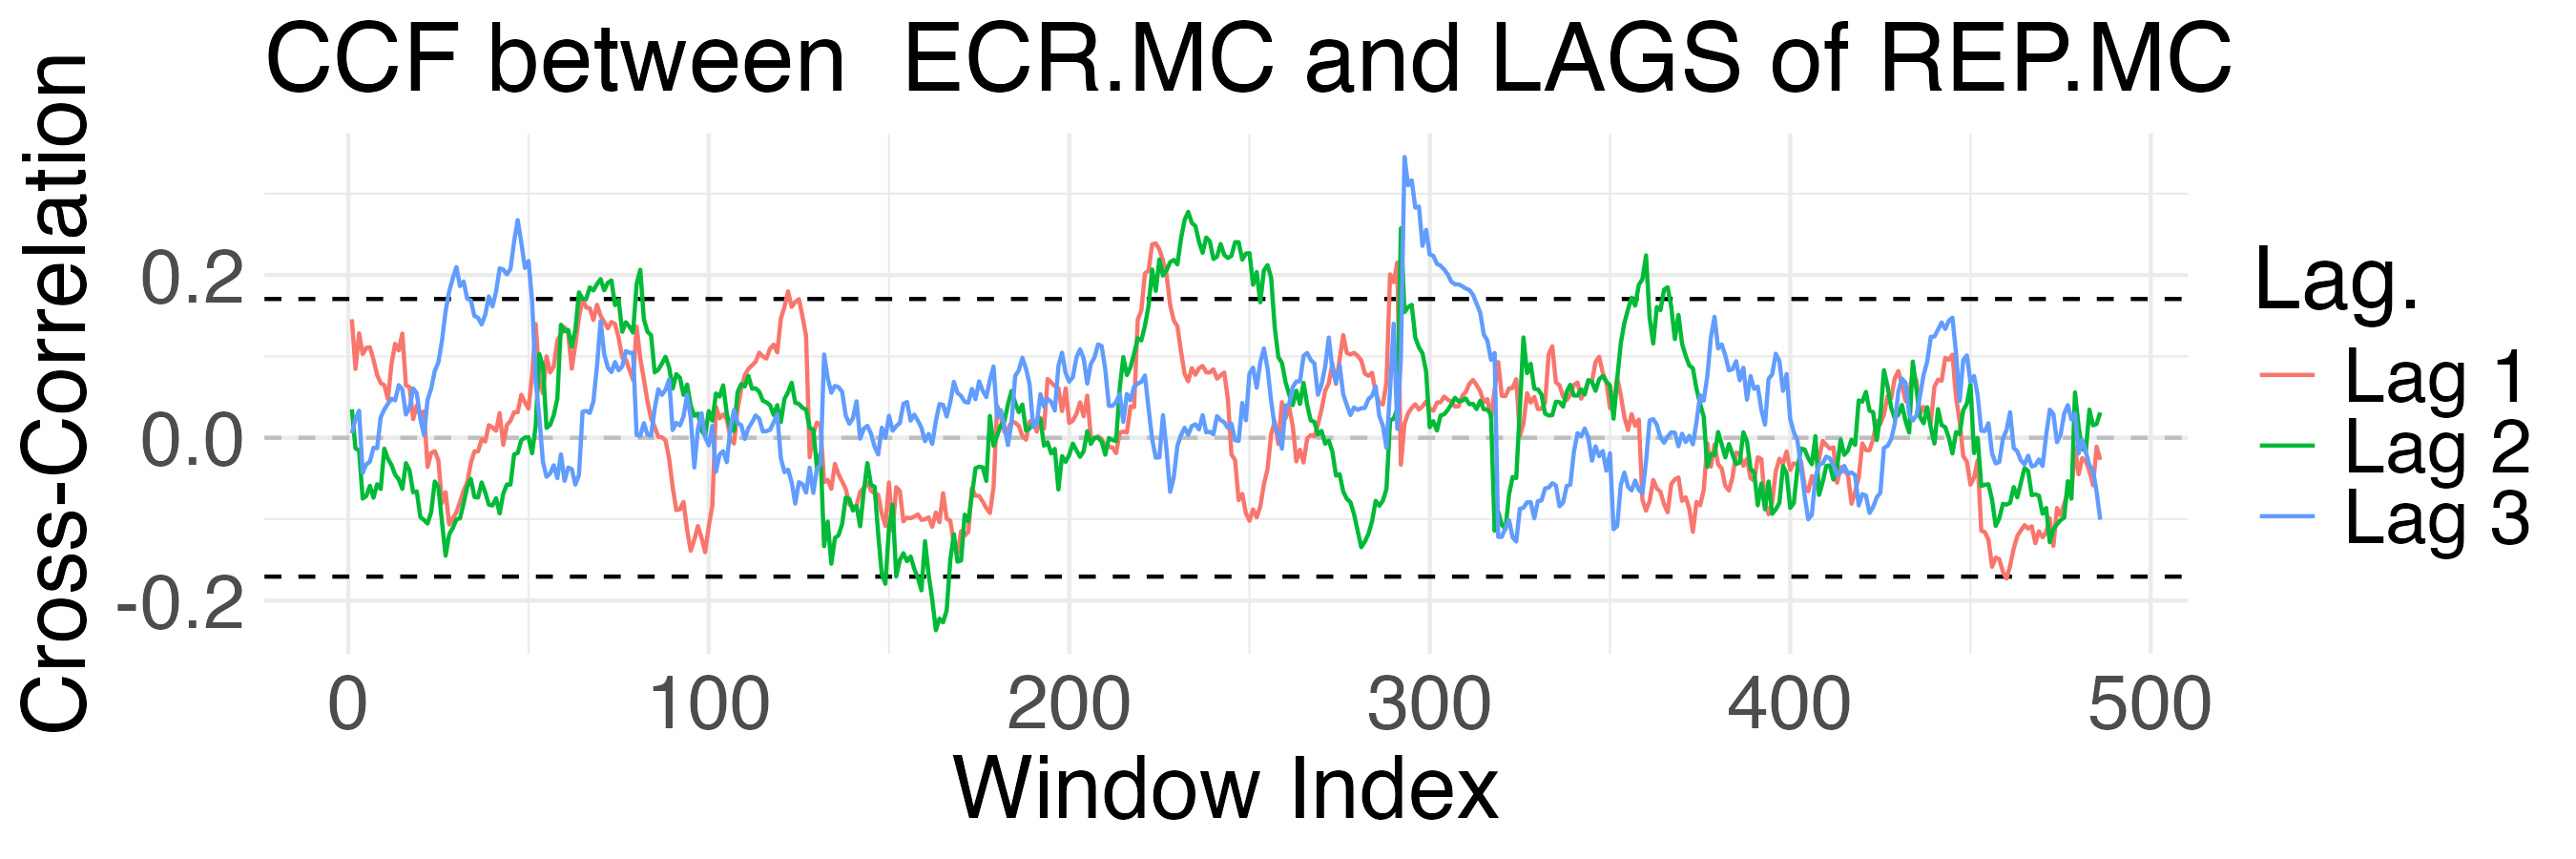 CCF between  ECR.MC and LAGS of REP.MC
Cross-Correlation
0.2
0.0
-0.2
0
100
200
300
400
500
Window Index
Lag.
Lag 1
Lag 2
Lag 3